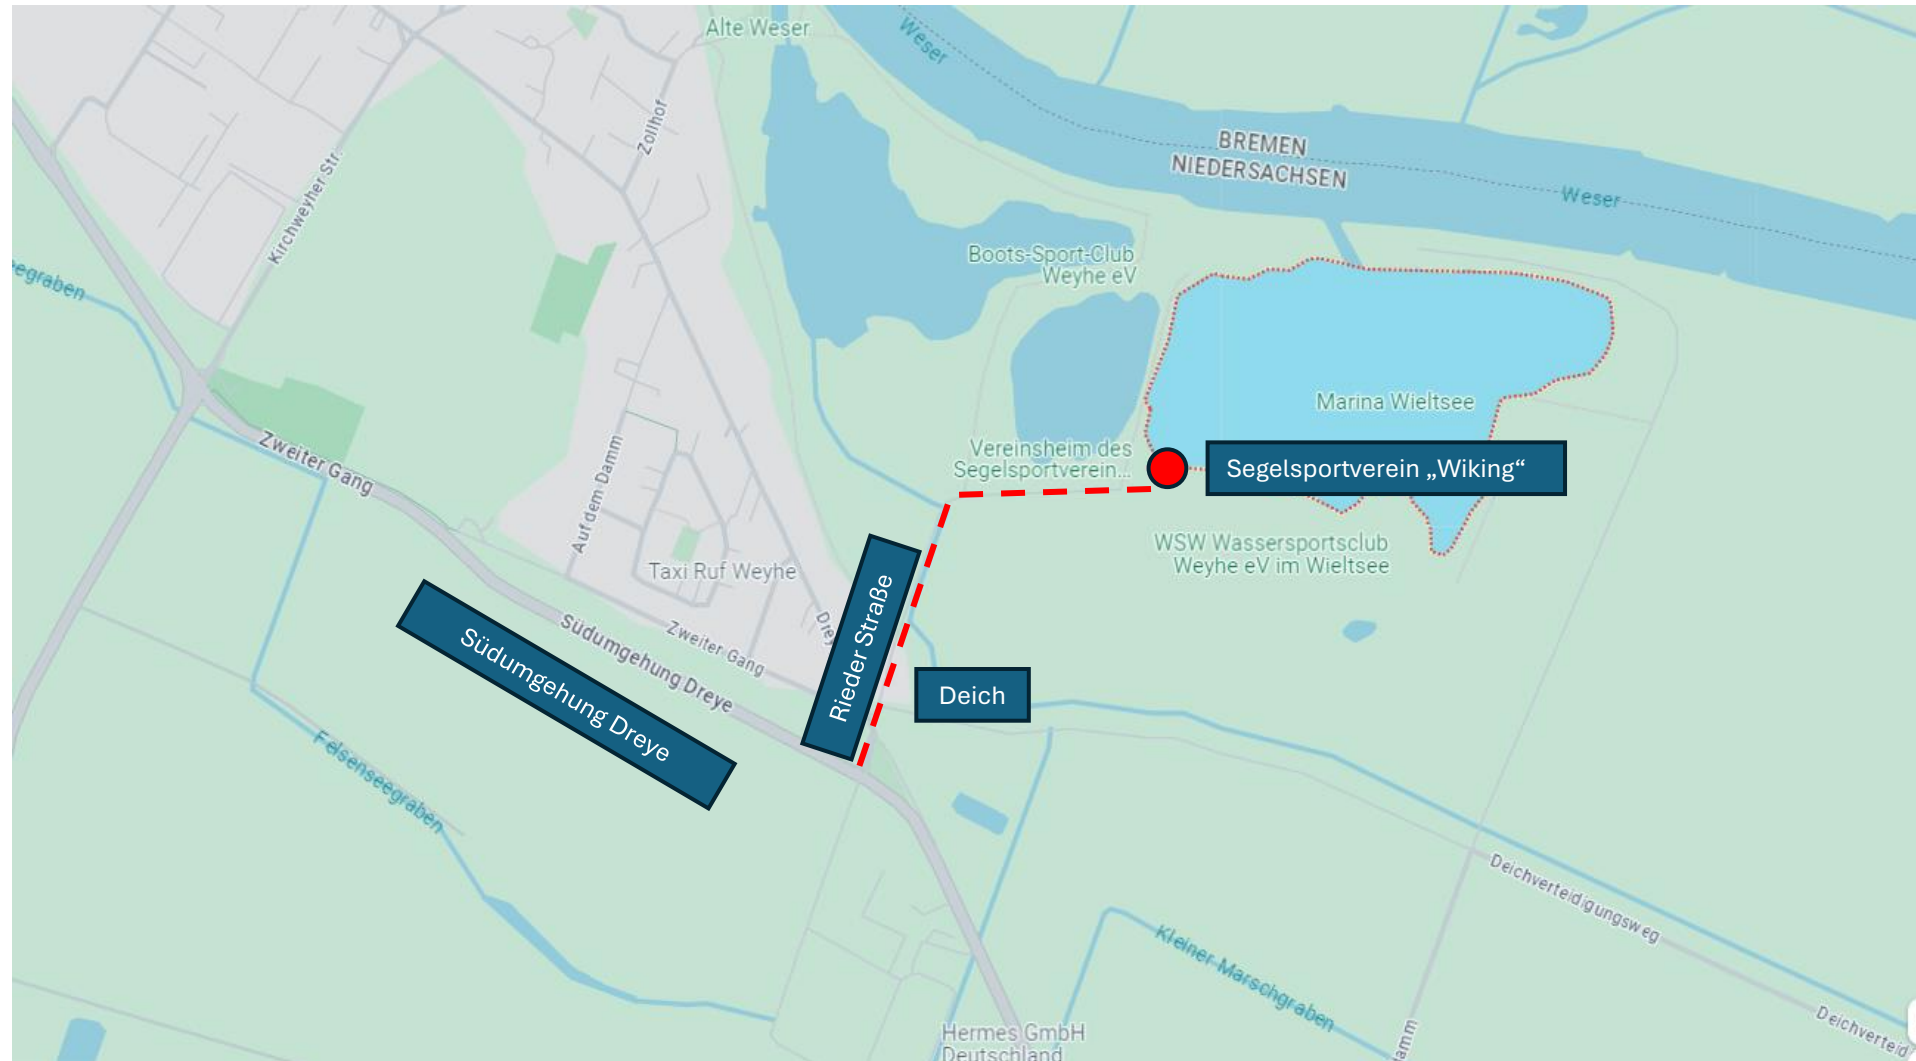 Alte Weser
Weser
Zollhof
BREMEN
NIEDERSACHSEN
Kirchweyher Str.
Weser
Boots-Sport-Club
Weyhe eV
egraben
Marina Wieltsee
Zweiter Gang
Auf dem Damm
Vereinsheim des
Segelsportverein...
Segelsportverein „Wiking“
WSW Wassersportsclub
Weyhe eV im Wieltsee
Taxi Ruf Weyhe
Südumgehung Dreye
Zweiter Gang
Drey
Rieder Straße
Deich
Südumgehung Dreye
Felsenseegraben
Deichverteidigungsweg
Kleiner Marschgraben
Deichverteid
Hermes GmbH
Deutschland
amm